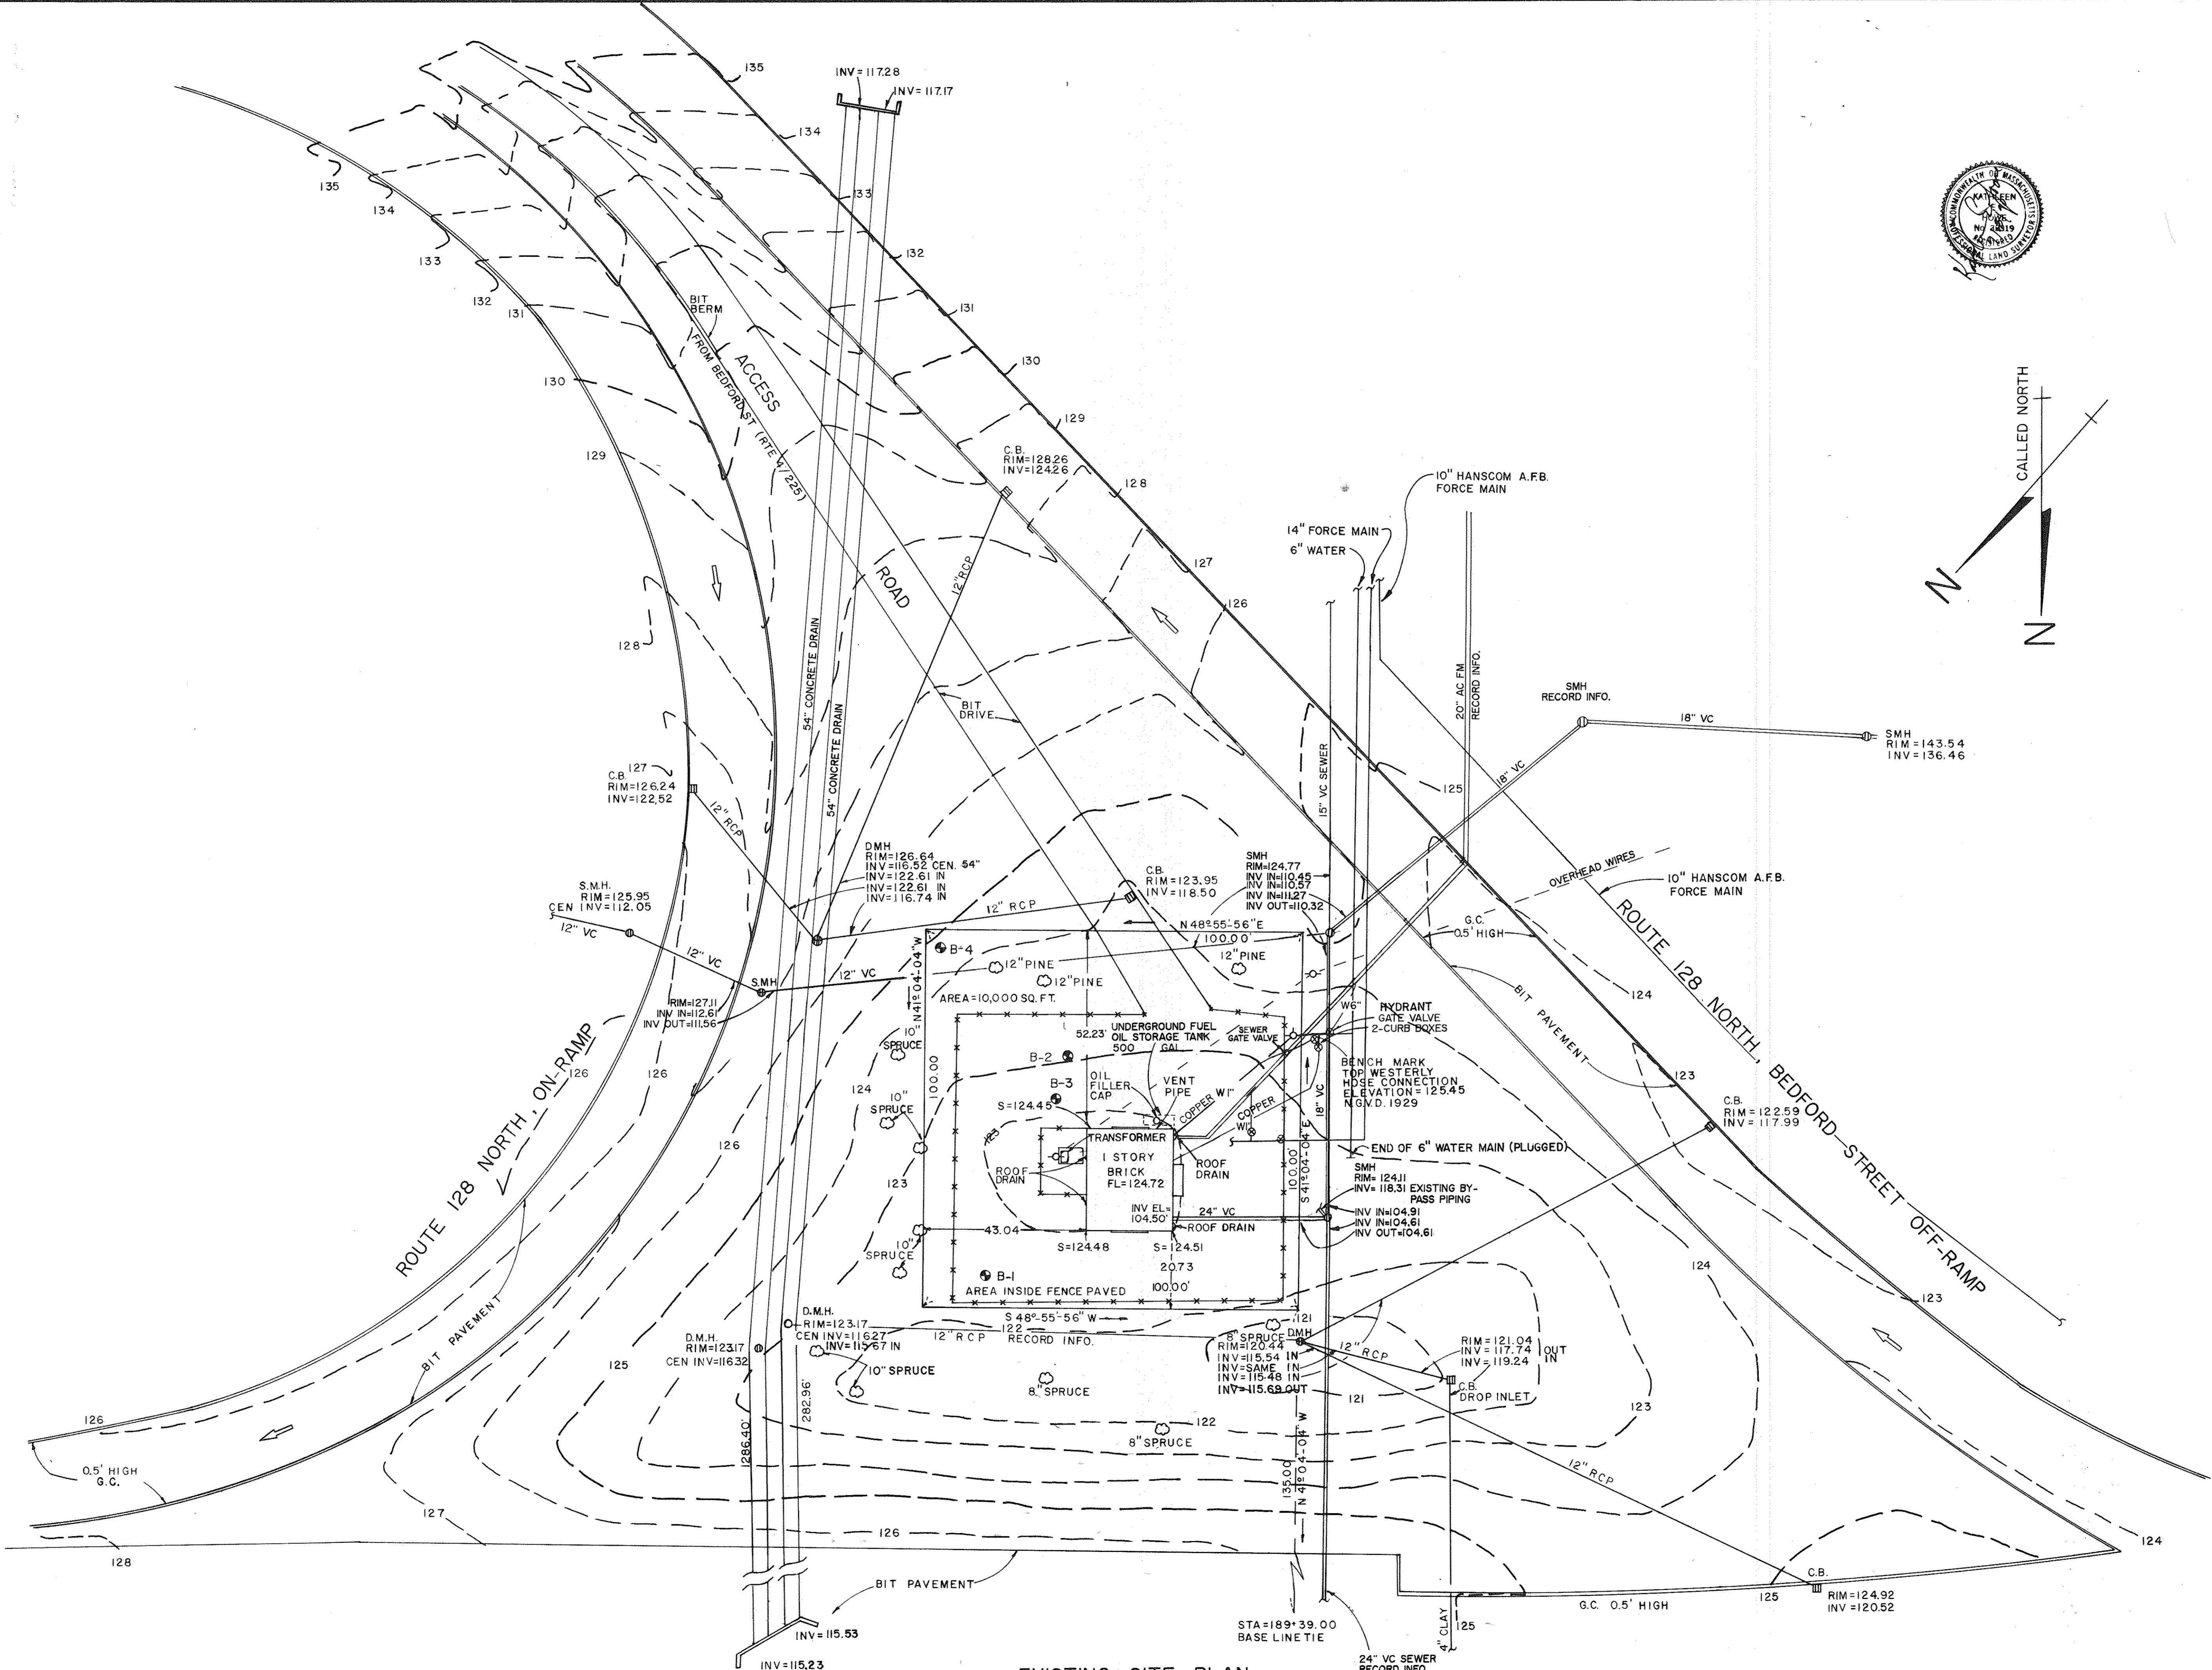 135
INV = 117.28
INV = 117.17
134
133
132
131
130
129
128
127
126
125
124
123
135
134
133
132
131
130
129
128
127
126
COMMONWEALTH OF MASSACHUSETTS
KATHLEEN
E
HOWE
REGISTERED
PROFESSIONAL LAND SURVEYOR
CALLED NORTH
N
N
BIT
BERM
ACCESS
ROAD
FROM BEDFORD ST (RTE 4/225)
C.B.
RIM=128.26
INV=124.26
12" RCP
10" HANSCOM A.F.B.
FORCE MAIN
14" FORCE MAIN
6" WATER
54" CONCRETE DRAIN
54" CONCRETE DRAIN
BIT
DRIVE
15" VC SEWER
20" AC FM
RECORD INFO.
SMH
RECORD INFO.
18" VC
SMH
RIM=143.54
INV=136.46
18" VC
C.B.
RIM=126.24
INV=122.52
12" RCP
DMH
RIM=126.64
INV=116.52 CEN. 54"
INV=122.61 IN
INV=122.61 IN
INV=116.74 IN
C.B.
RIM=123.95
INV=118.50
SMH
RIM=124.77
INV IN=110.45
INV IN=110.57
INV IN=111.27
INV OUT=110.32
OVERHEAD WIRES
10" HANSCOM A.F.B.
FORCE MAIN
G.C.
0.5' HIGH
S.M.H.
RIM=125.95
CEN INV=112.05
12" VC
12" VC
12" VC
S.MH
RIM=127.11
INV IN=112.61
INV OUT=111.56
12" RCP
N 48°-55'-56" E
100.00'
N41°-04'-04" W
100.00
B-4
12" PINE
12" PINE
12" PINE
AREA=10,000 SQ. FT.
52.23'
UNDERGROUND FUEL
OIL STORAGE TANK
500 GAL
SEWER
GATE VALVE
W6"
HYDRANT
GATE VALVE
2-CURB BOXES
BENCH MARK
TOP WESTERLY
HOSE CONNECTION
ELEVATION=125.45
N.G.V.D. 1929
10"
SPRUCE
B-2
B-3
OIL
FILLER
CAP
VENT
PIPE
COPPER W1"
COPPER
W1"
18" VC
S=124.45
TRANSFORMER
1 STORY
BRICK
FL=124.72
ROOF
DRAIN
ROOF
DRAIN
INV EL=
104.50'
24" VC
ROOF DRAIN
100.00'
S 41°-04'-04" E
END OF 6" WATER MAIN (PLUGGED)
SMH
RIM=124.11
INV=118.31 EXISTING BY-
PASS PIPING
INV IN=104.91
INV IN=104.61
INV OUT=104.61
10"
SPRUCE
10"
SPRUCE
43.04
S=124.48
S=124.51
20.73
B-1
AREA INSIDE FENCE PAVED
100.00'
S 48°-55'-56" W
126
124
123
123
BIT PAVEMENT
C.B.
RIM=122.59
INV=117.99
ROUTE 128 NORTH, ON-RAMP
ROUTE 128 NORTH, BEDFORD STREET OFF-RAMP
126
BIT PAVEMENT
D.M.H.
RIM=123.17
CEN INV=116.27
INV=115.67 IN
122
12" RCP
RECORD INFO.
D.M.H.
RIM=123.17
CEN INV=116.32
10" SPRUCE
8" SPRUCE
8" SPRUCE
121
8" SPRUCE
DMH
RIM=120.44
INV=115.54 IN
INV=SAME IN
INV=115.48 IN
INV=115.69 OUT
12" RCP
RIM=121.04
INV=117.74 OUT
INV=119.24 IN
C.B.
DROP INLET
121
122
123
124
123
125
126
0.5' HIGH
G.C.
1286.40'
282.96'
127
126
128
BIT PAVEMENT
INV=115.53
INV=115.23
135.00
N 41°-04'-04" W
12" RCP
STA=189+39.00
BASE LINE TIE
24" VC SEWER
RECORD INFO.
4" CLAY
125
G.C. 0.5' HIGH
125
C.B.
RIM=124.92
INV=120.52
124
EXISTING SITE PLAN